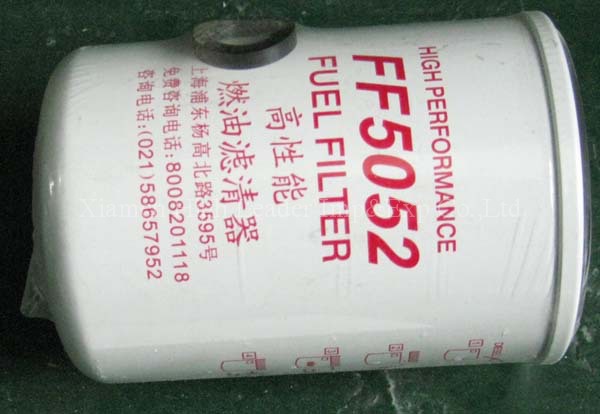 HIGH PERFORMANCE
FF5052
FUEL FILTER
高性能
燃油滤清器
上海浦东杨高北路3595号
免费咨询电话:8008201118
咨询电话:(021)58657952